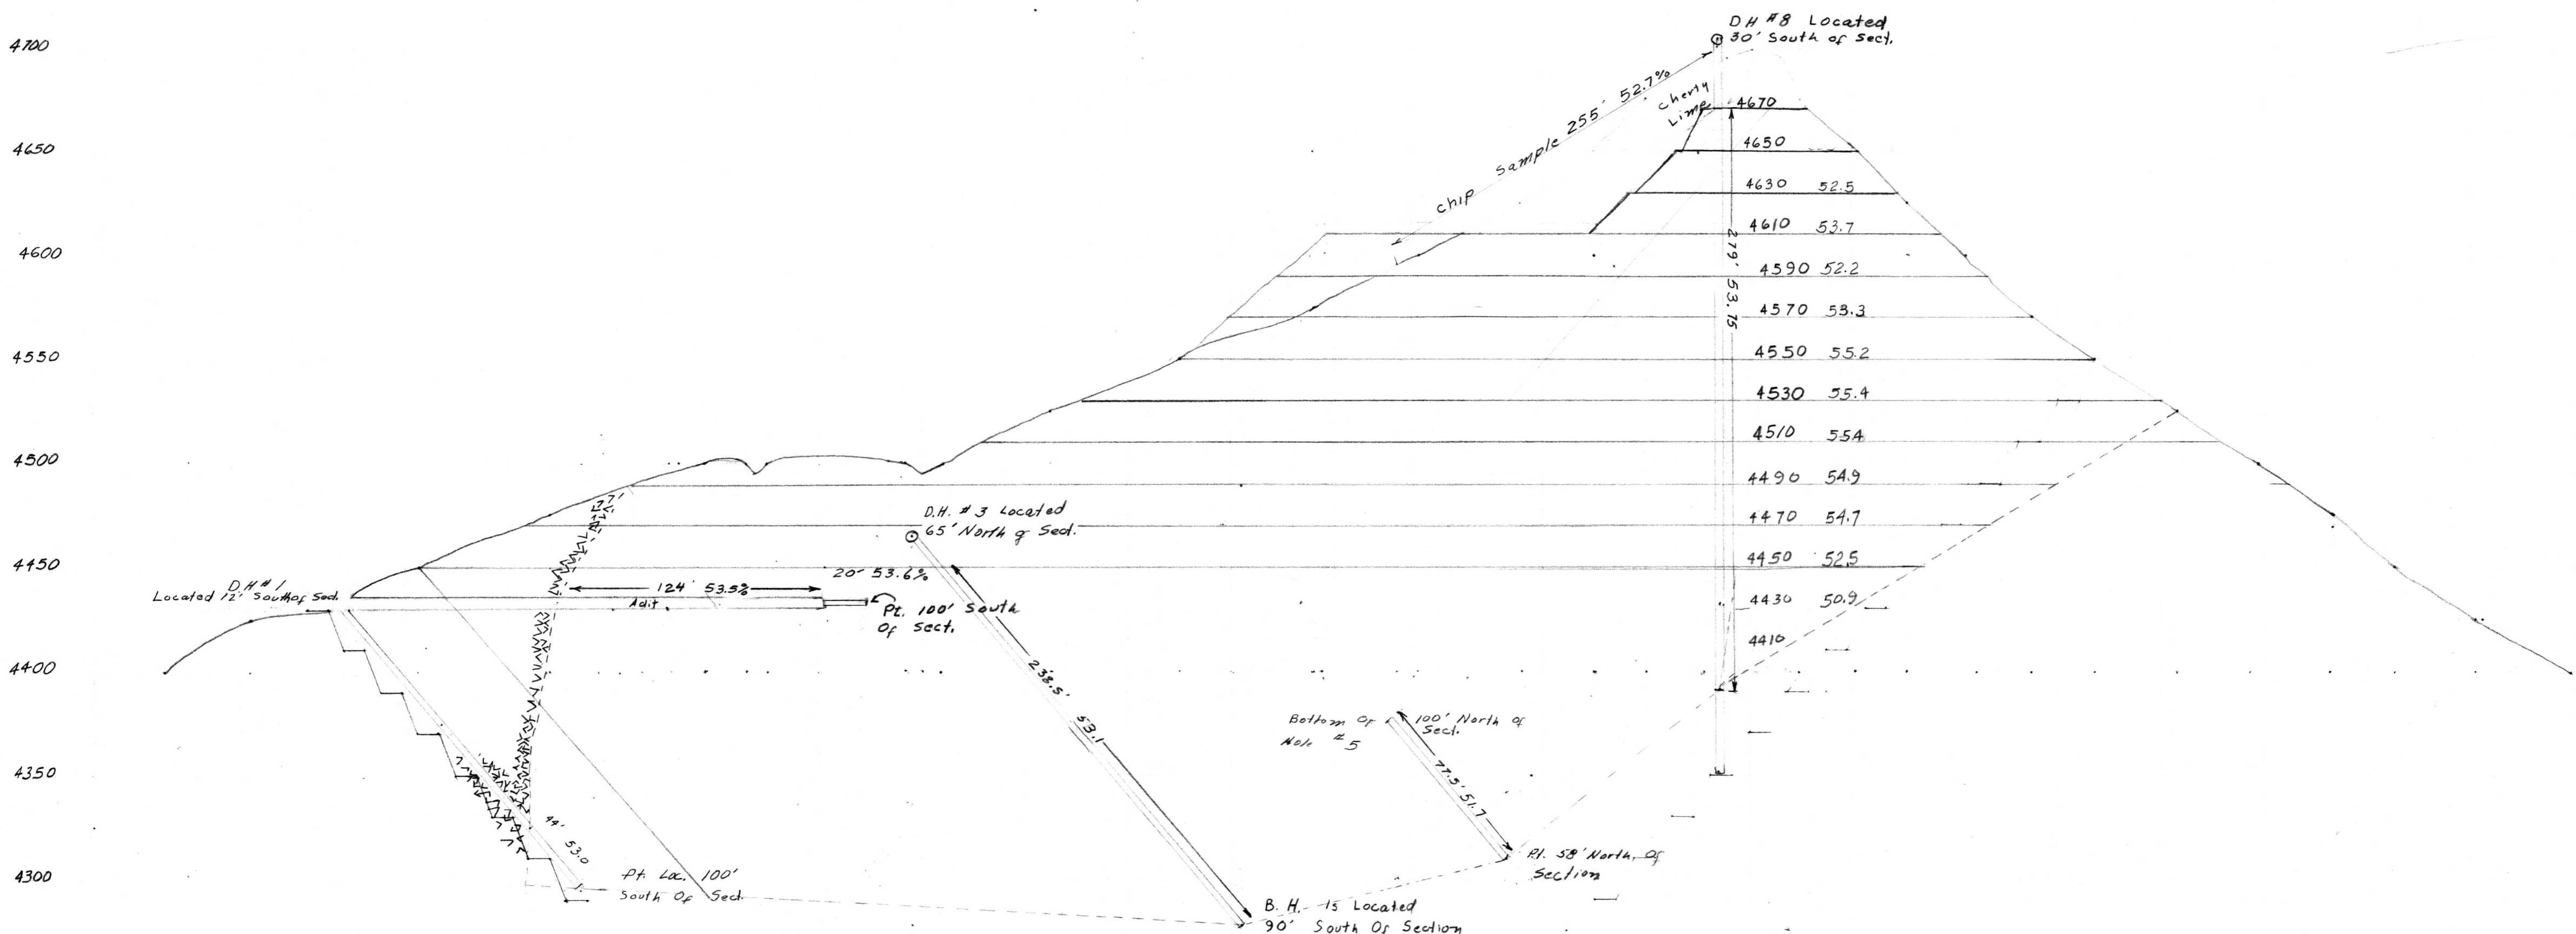 4700
4650
4600
4550
4500
4450
4400
4350
4300
DH #8 Located
30' South of Sect.
Chip Sample 255' 52.7%
Cherty
Lime
4670
4650
4630 52.5
4610 53.7
4590 52.2
4570 53.3
4550 55.2
4530 55.4
4510 55.4
4490 54.9
4470 54.7
4450 52.5
4430 50.9
4410
279' 53.15
D.H. #3 Located
65' North of Sect.
D.H #1
Located 12' South of Sect.
124' 53.5%
Adit
20' 53.6%
Pt. 100' South
Of Sect.
238.5' 53.1
Bottom Of
Hole #5
100' North of
Sect.
77.5' 51.7
Pt. 58' North Of
Section
44' 53.0
Pt. Loc. 100'
South Of Sect.
B. H. 15 Located
90' South Of Section